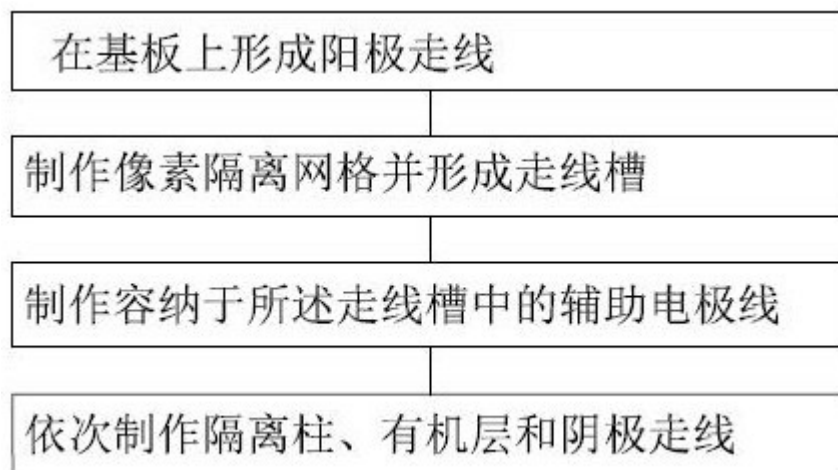 在基板上形成阳极走线
制作像素隔离网格并形成走线槽
制作容纳于所述走线槽中的辅助电极线
依次制作隔离柱、有机层和阴极走线